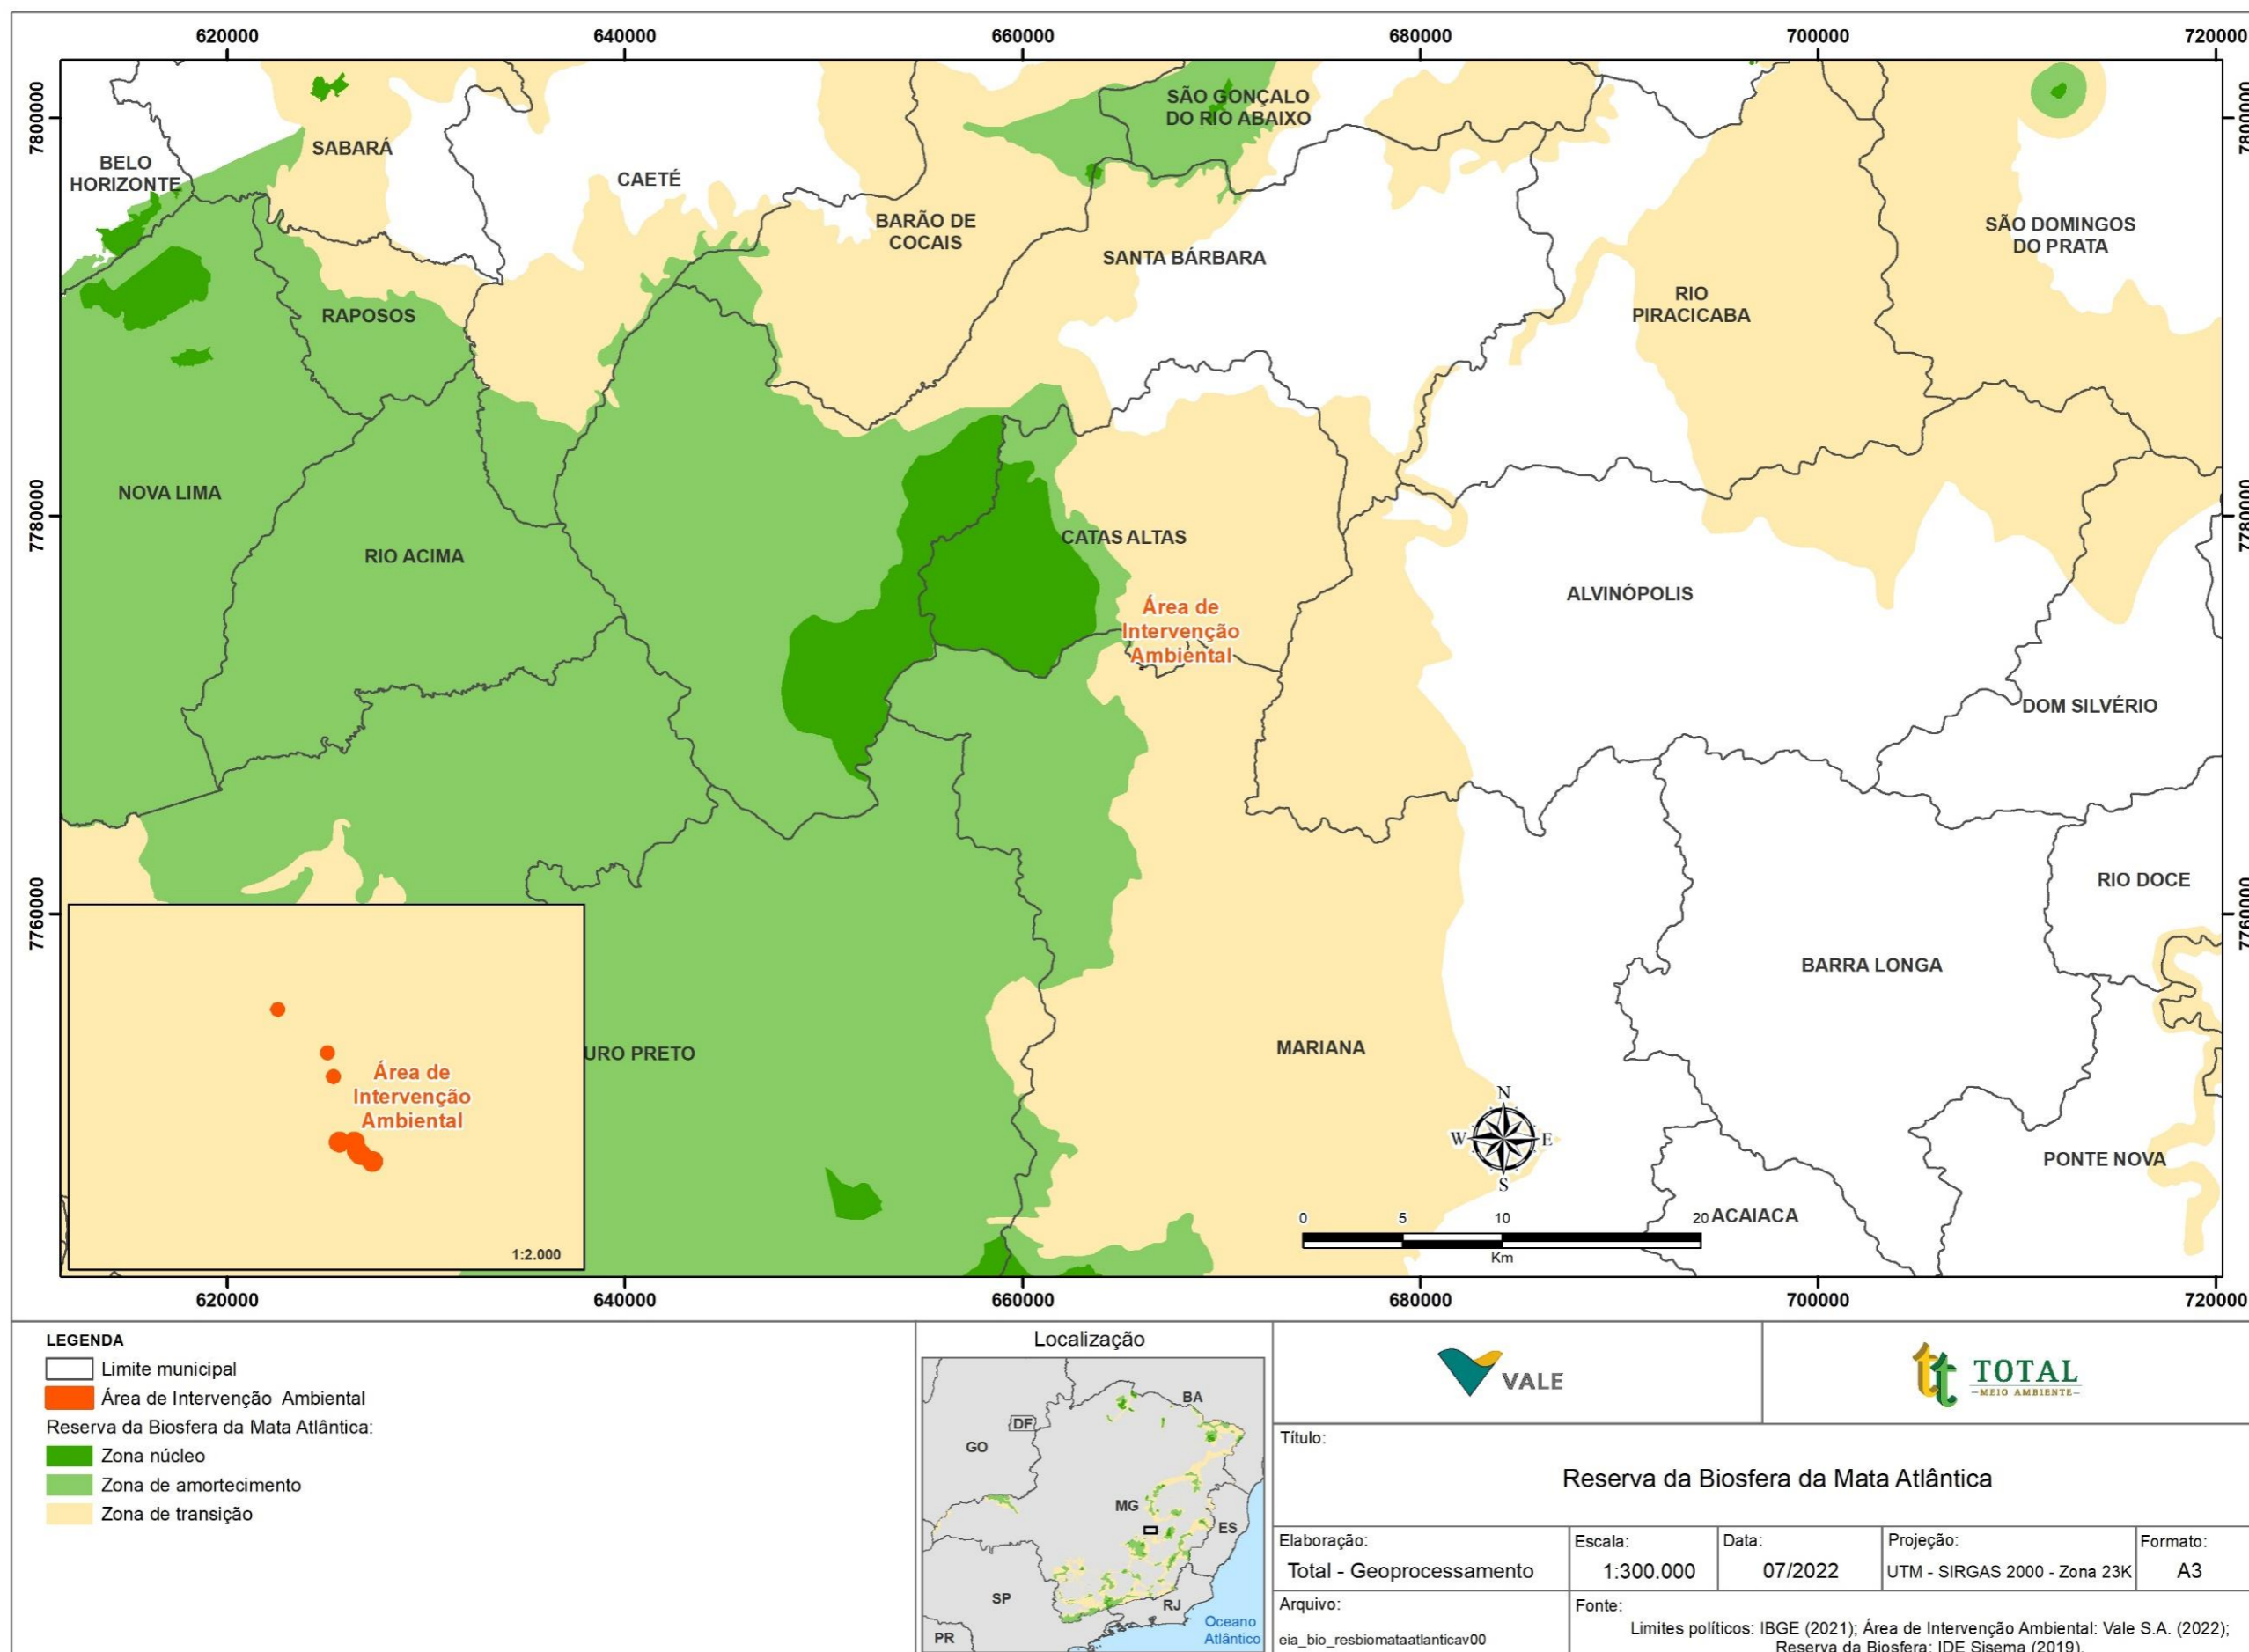 620000
640000
660000
680000
700000
720000
7800000
7800000
BELO
HORIZONTE
SABARÁ
CAETÉ
SÃO GONÇALO
DO RIO ABAIXO
BARÃO DE
COCAIS
SANTA BÁRBARA
SÃO DOMINGOS
DO PRATA
RAPOSOS
RIO
PIRACICABA
NOVA LIMA
7780000
7780000
RIO ACIMA
CATAS ALTAS
ALVINÓPOLIS
Área de
Intervenção
Ambiental
DOM SILVÉRIO
RIO DOCE
7760000
7760000
BARRA LONGA
URO PRETO
MARIANA
Área de
Intervenção
Ambiental
1:2.000
N
W
E
S
PONTE NOVA
ACAIACA
0
5
10
20
Km
620000
640000
660000
680000
700000
720000
LEGENDA
Limite municipal
Área de Intervenção Ambiental
Reserva da Biosfera da Mata Atlântica:
Zona núcleo
Zona de amortecimento
Zona de transição
Localização
BA
DF
GO
MG
ES
SP
RJ
PR
Oceano
Atlântico
VALE
TOTAL
MEIO AMBIENTE
Título:
Reserva da Biosfera da Mata Atlântica
Elaboração:
Total - Geoprocessamento
Escala:
1:300.000
Data:
07/2022
Projeção:
UTM - SIRGAS 2000 - Zona 23K
Formato:
A3
Arquivo:
eia_bio_resbiomataatlanticav00
Fonte:
Limites políticos: IBGE (2021); Área de Intervenção Ambiental: Vale S.A. (2022);
Reserva da Biosfera: IDE Sisema (2019).